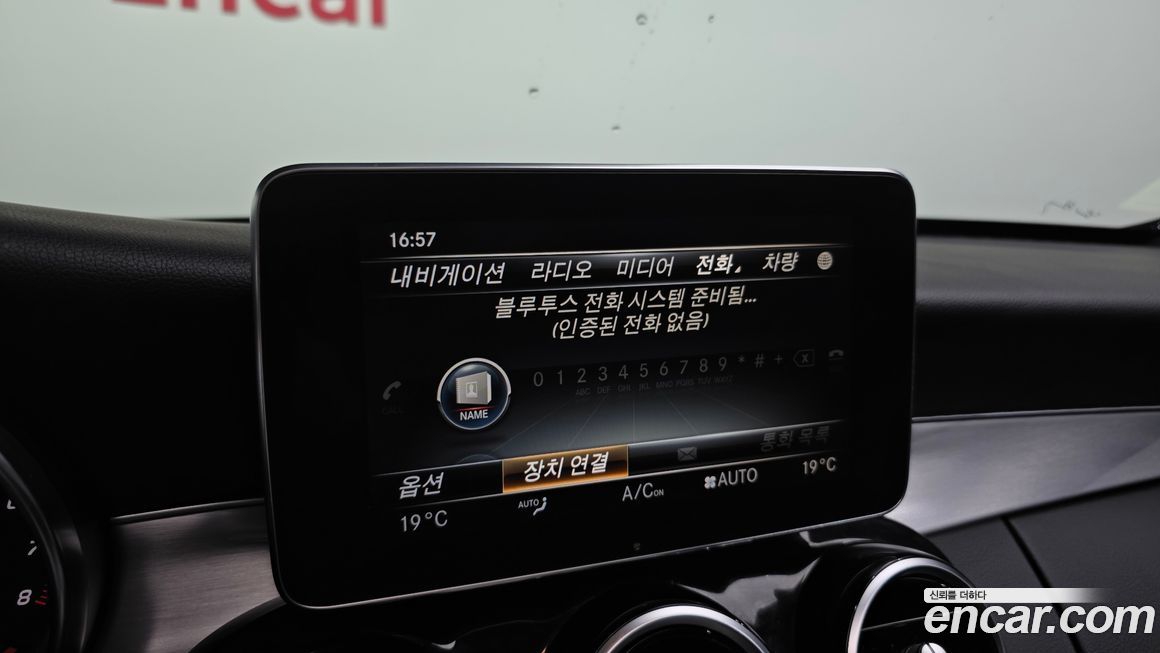 Encar
16:57
내비게이션 라디오 미디어 전화 차량
블루투스 전화 시스템 준비됨...
(인증된 전화 없음)
0 1 2 3 4 5 6 7 8 9 * # +
ABC DEF GHI JKL MNO PQRS TUV WXYZ
CALL
NAME
옵션 장치 연결 통화 목록
19°C AUTO A/C ON AUTO 19°C
7
8
신뢰를 더하다
encar.com